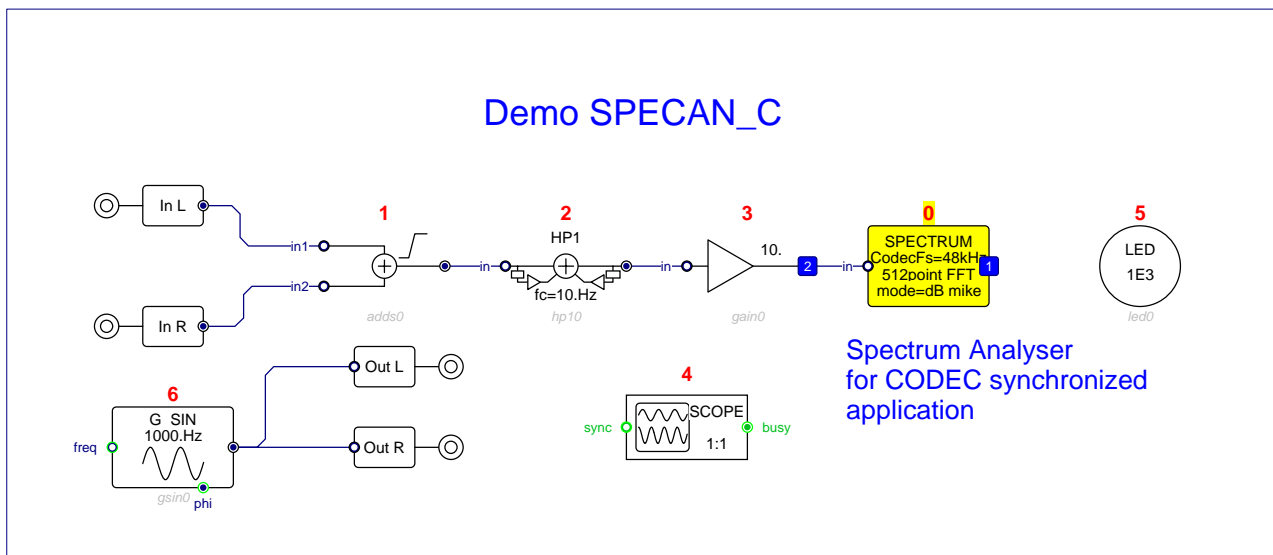 Demo SPECAN_C
In L
in1
1
adds0
in
2
HP1
fc=10.Hz
hp10
in
3
10.
gain0
2
in
0
SPECTRUM
CodecFs=48kHz
512point FFT
mode=dB mike
1
5
LED
1E3
led0
in2
In R
Spectrum Analyser
for CODEC synchronized
application
Out L
Out R
6
G SIN
1000.Hz
freq
gsin0
phi
4
SCOPE
1:1
sync
busy